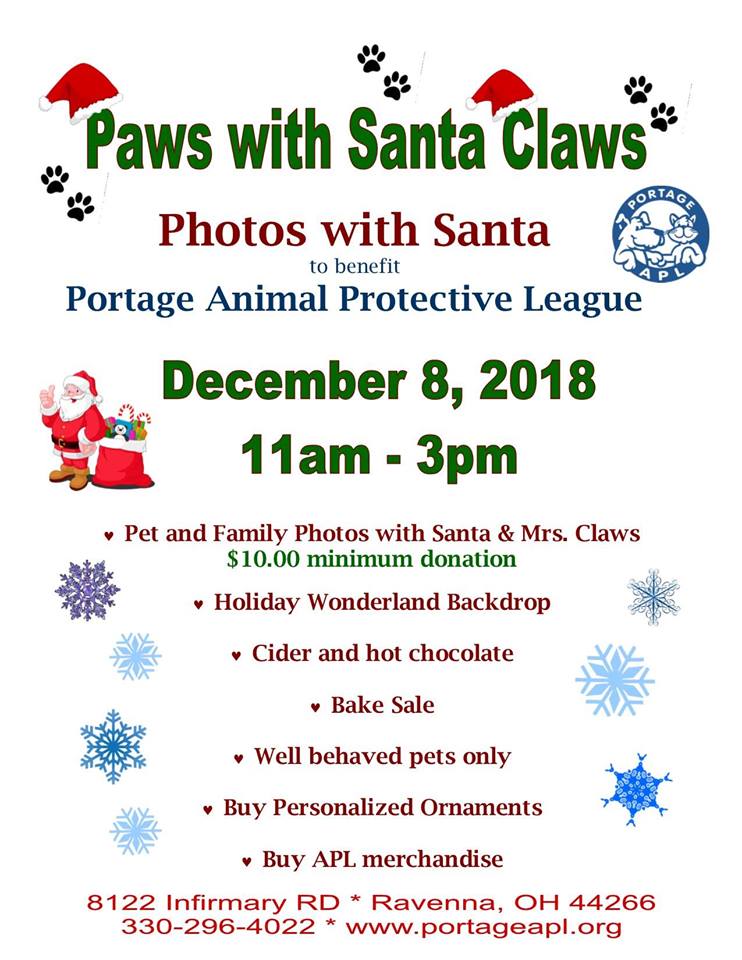 Paws with Santa Claws
PORTAGE
APL
Photos with Santa
to benefit
Portage Animal Protective League
December 8, 2018
11am - 3pm
♥ Pet and Family Photos with Santa & Mrs. Claws
$10.00 minimum donation
♥ Holiday Wonderland Backdrop
♥ Cider and hot chocolate
♥ Bake Sale
♥ Well behaved pets only
♥ Buy Personalized Ornaments
♥ Buy APL merchandise
8122 Infirmary RD * Ravenna, OH 44266
330-296-4022 * www.portageapl.org